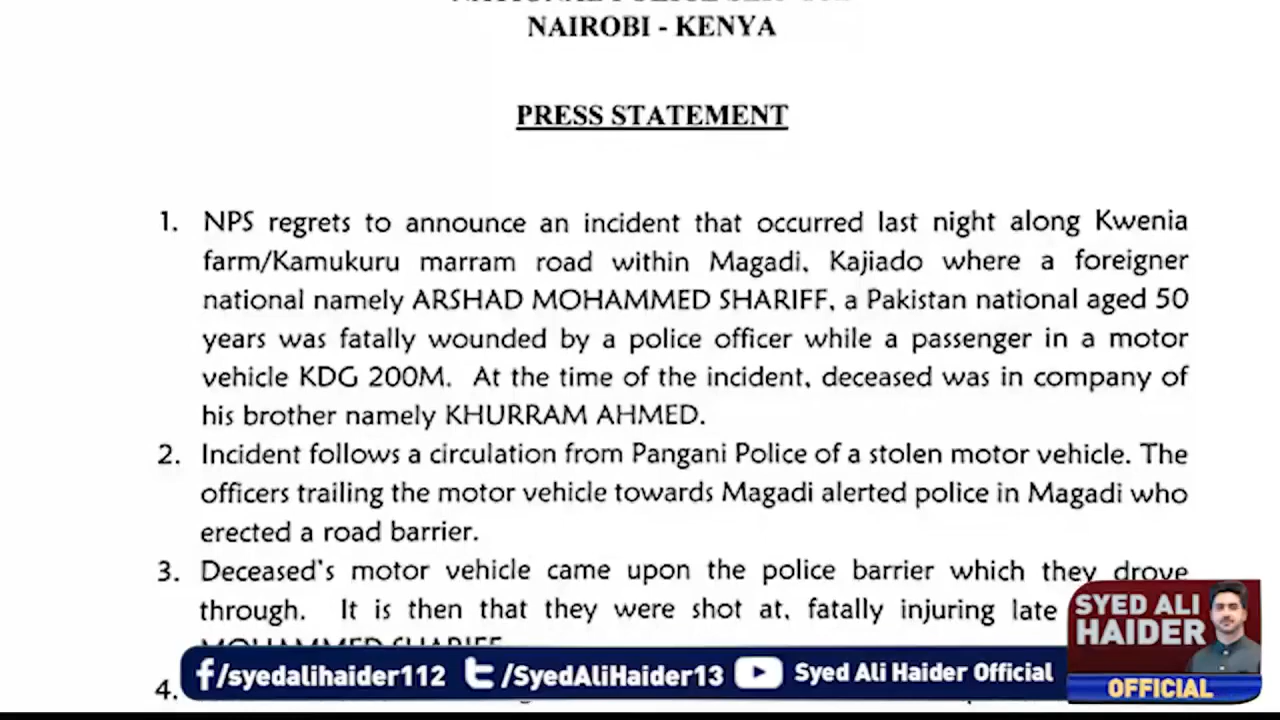 NAIROBI - KENYA
PRESS STATEMENT
1. NPS regrets to announce an incident that occurred last night along Kwenia
farm/Kamukuru marram road within Magadi, Kajiado where a foreigner
national namely ARSHAD MOHAMMED SHARIFF, a Pakistan national aged 50
years was fatally wounded by a police officer while a passenger in a motor
vehicle KDG 200M. At the time of the incident, deceased was in company of
his brother namely KHURRAM AHMED.
2. Incident follows a circulation from Pangani Police of a stolen motor vehicle. The
officers trailing the motor vehicle towards Magadi alerted police in Magadi who
erected a road barrier.
3. Deceased's motor vehicle came upon the police barrier which they drove
through. It is then that they were shot at, fatally injuring late
MOHAMMED SHARIFF
4.
/syedalihaider112 /SyedAliHaider13 Syed Ali Haider Official
SYED ALI
HAIDER
OFFICIAL